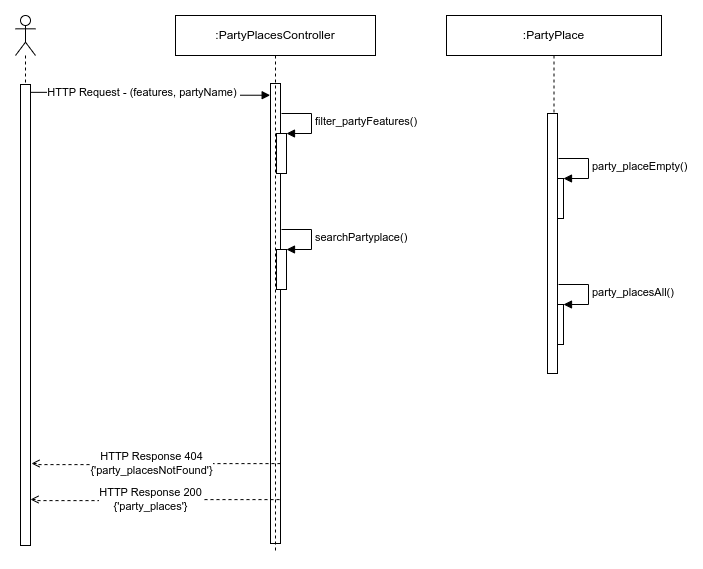 :PartyPlacesController
:PartyPlace
HTTP Request - (features, partyName)
filter_partyFeatures()
party_placeEmpty()
searchPartyplace()
party_placesAll()
HTTP Response 404
{'party_placesNotFound'}
HTTP Response 200
{'party_places'}